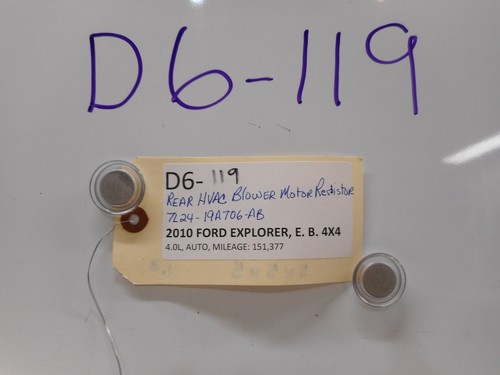 D6-119
D6-119
REAR HVAC BLOWER MOTOR Resistor
7L24-19A706-AB
2010 FORD EXPLORER, E. B. 4X4
4.0L, AUTO, MILEAGE: 151,377